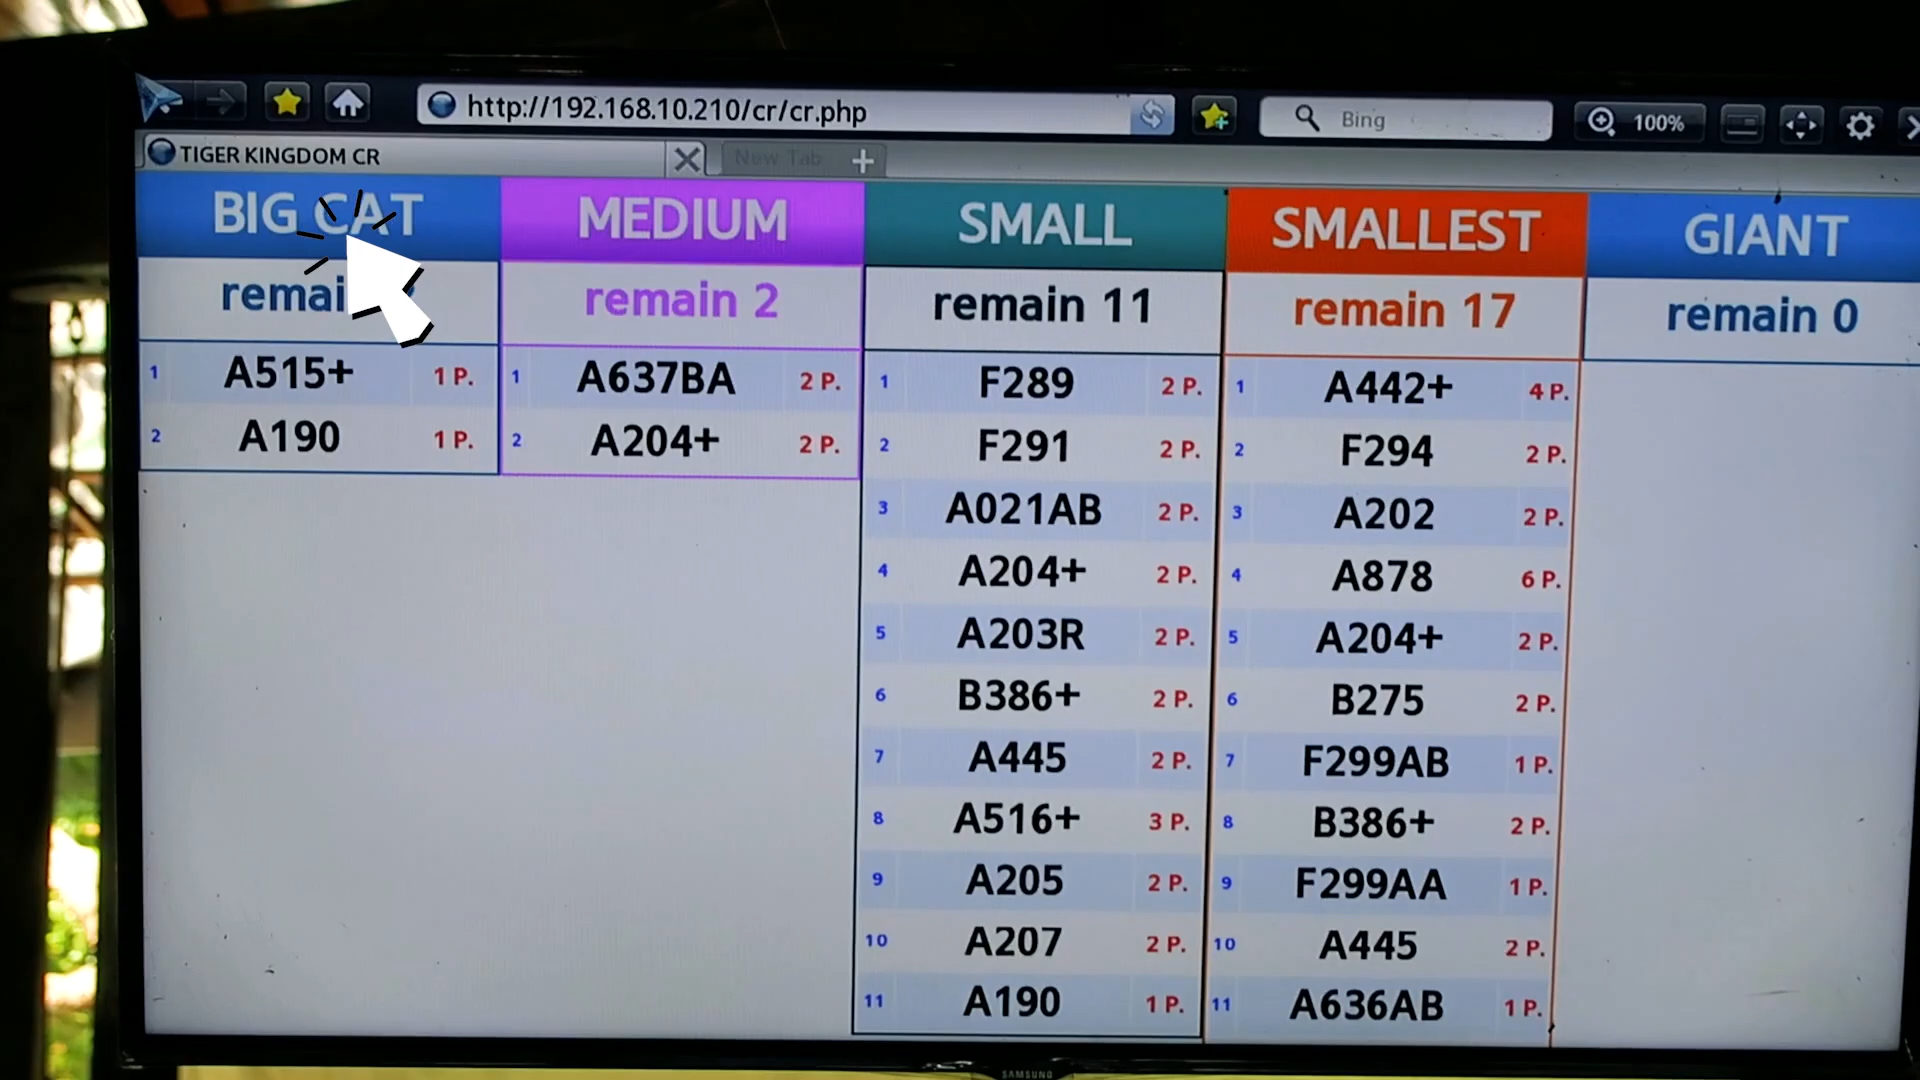 http://192.168.10.210/cr/cr.php
Bing
100%
TIGER KINGDOM CR
New Tab
BIG CAT
MEDIUM
SMALL
SMALLEST
GIANT
remain 2
remain 11
remain 17
remain 0
1 A515+ 1 P.
2 A190 1 P.
1 A637BA 2 P.
2 A204+ 2 P.
1 F289 2 P.
2 F291 2 P.
3 A021AB 2 P.
4 A204+ 2 P.
5 A203R 2 P.
6 B386+ 2 P.
7 A445 2 P.
8 A516+ 3 P.
9 A205 2 P.
10 A207 2 P.
11 A190 1 P.
1 A442+ 4 P.
2 F294 2 P.
3 A202 2 P.
4 A878 6 P.
5 A204+ 2 P.
6 B275 2 P.
7 F299AB 1 P.
8 B386+ 2 P.
9 F299AA 1 P.
10 A445 2 P.
11 A636AB 1 P.
SAMSUNG